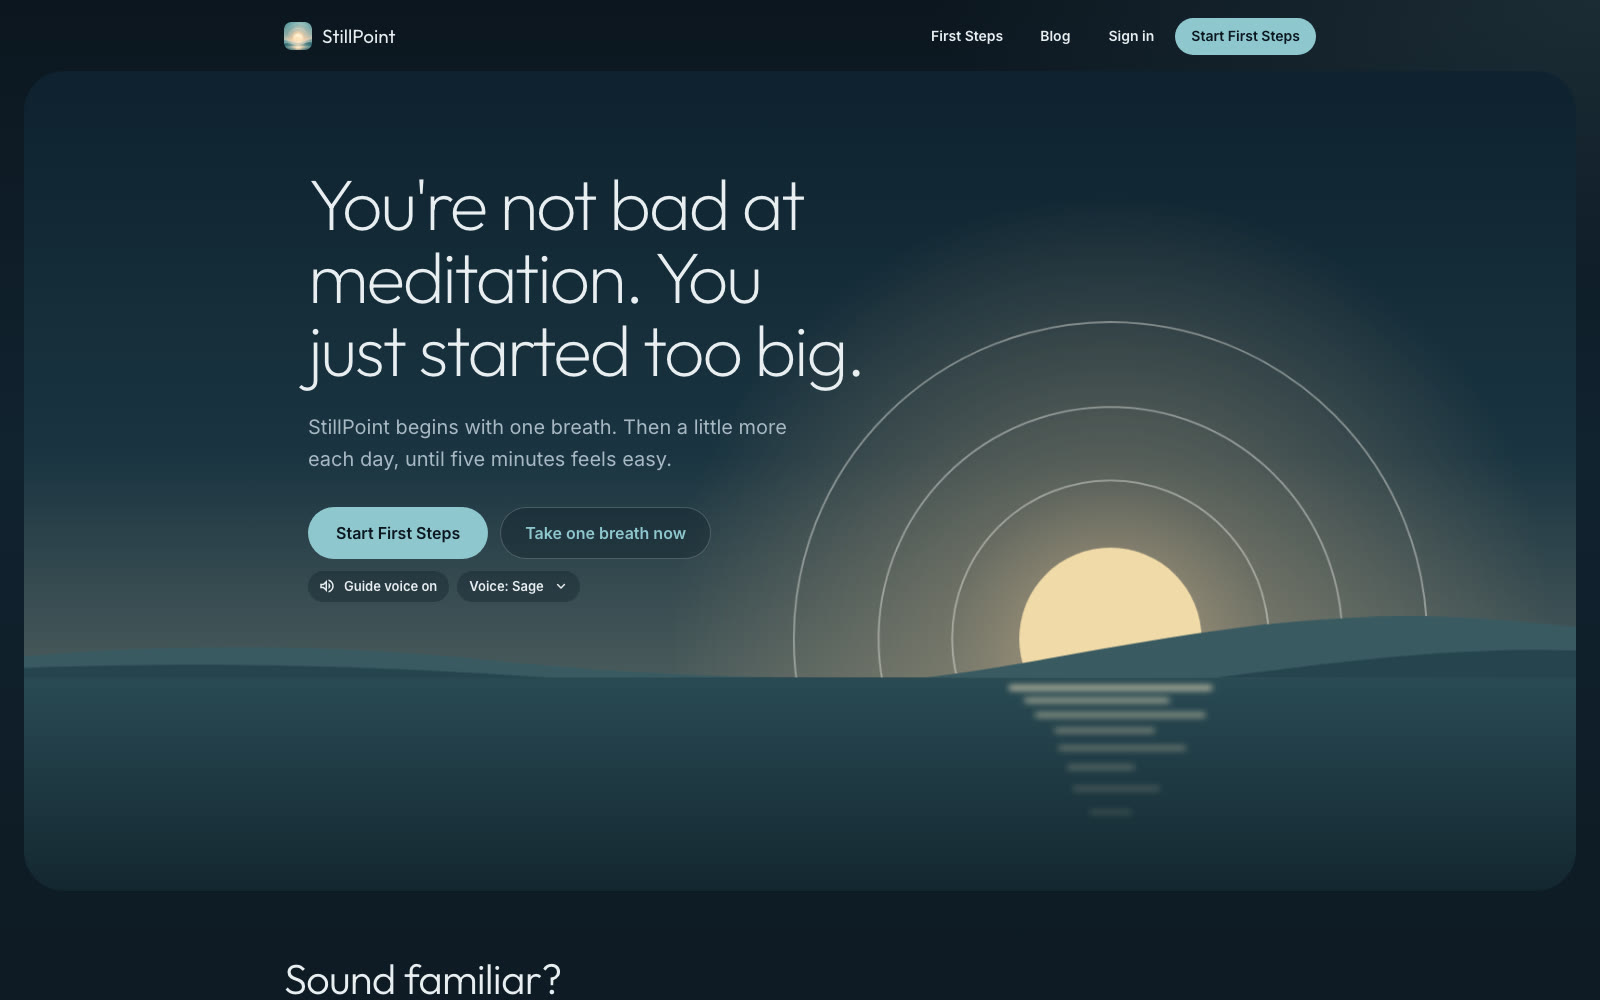 StillPoint
First Steps
Blog
Sign in
Start First Steps
You're not bad at
meditation. You
just started too big.
StillPoint begins with one breath. Then a little more
each day, until five minutes feels easy.
Start First Steps
Take one breath now
Guide voice on
Voice: Sage
Sound familiar?